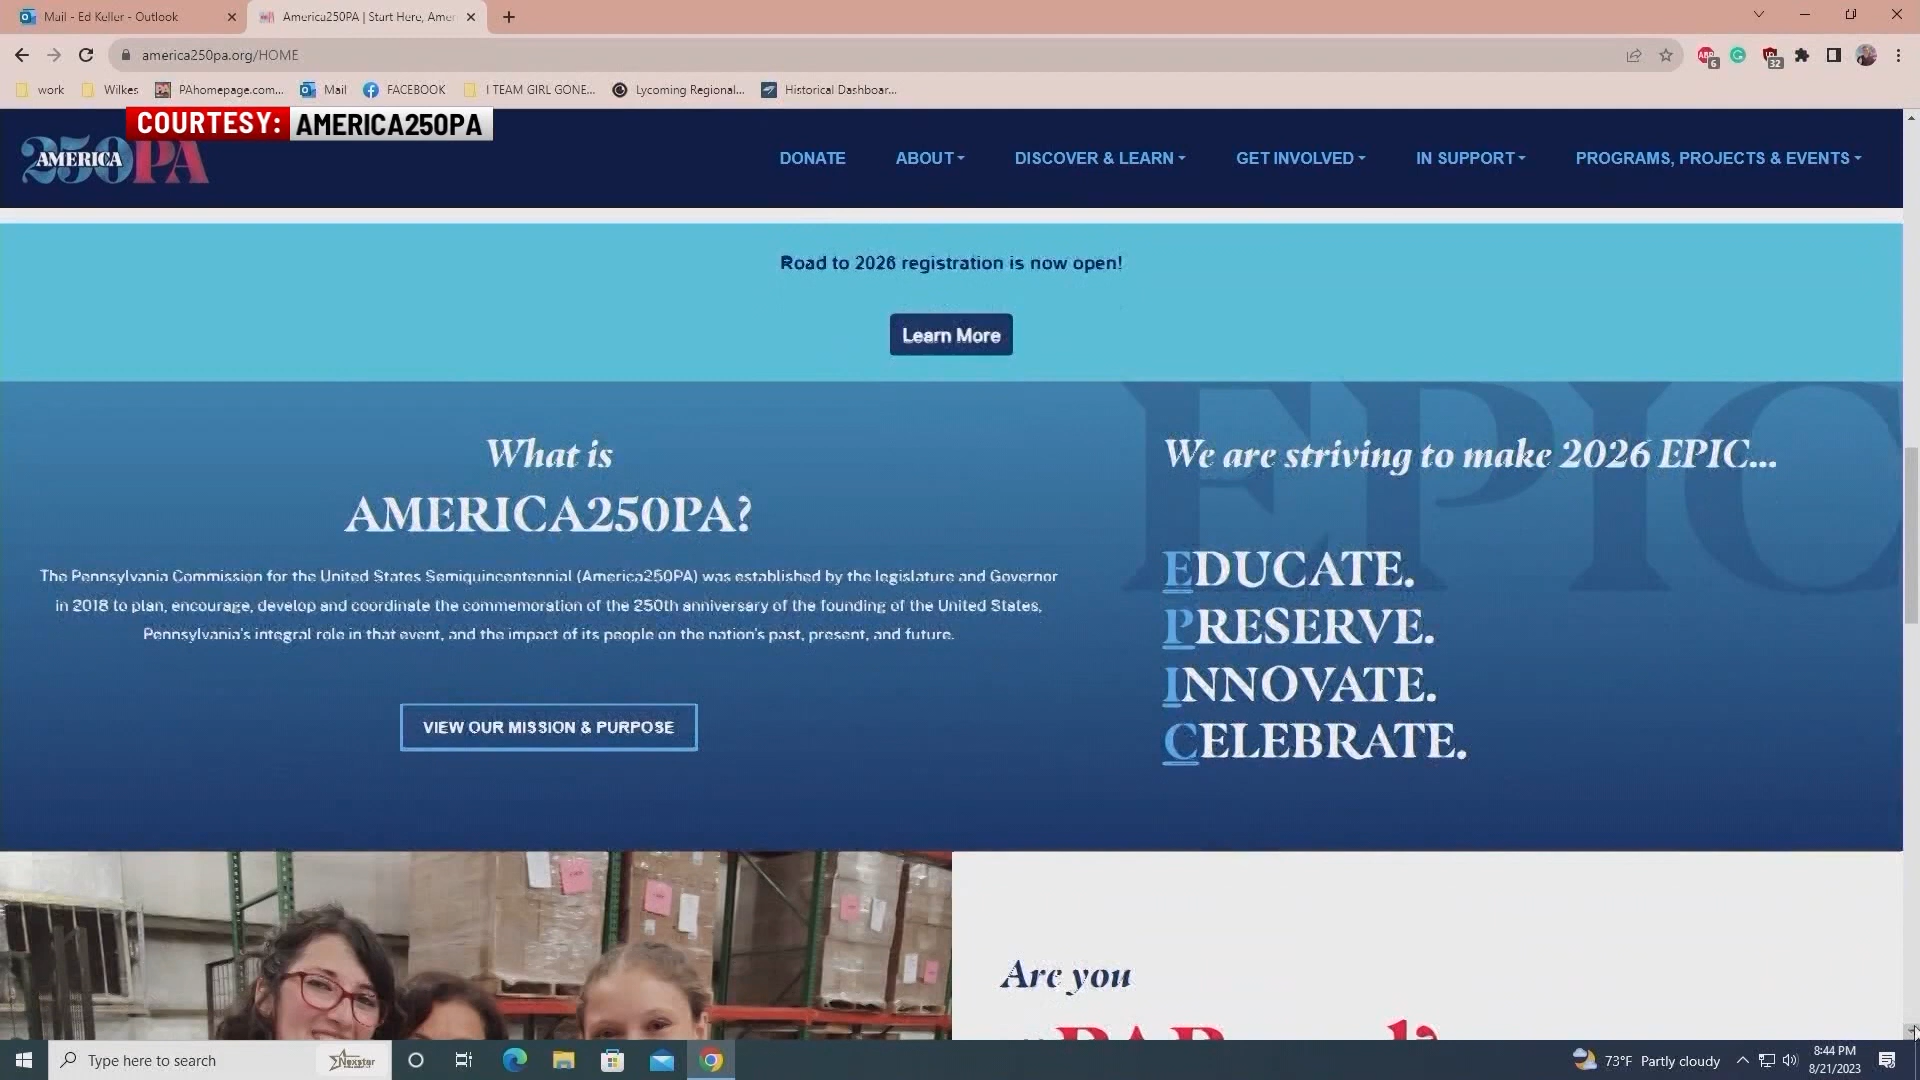 Mail - Ed Keller - Outlook
America250PA | Start Here, Amer
america250pa.org/HOME
6
32
work
Wilkes
PAhomepage.com...
Mail
FACEBOOK
I TEAM GIRL GONE...
Lycoming Regional...
Historical Dashboar...
COURTESY: AMERICA250PA
250PA
AMERICA
DONATE
ABOUT
DISCOVER & LEARN
GET INVOLVED
IN SUPPORT
PROGRAMS, PROJECTS & EVENTS
Road to 2026 registration is now open!
Learn More
EPIC
What is
AMERICA250PA?
The Pennsylvania Commission for the United States Semiquincentennial (America250PA) was established by the legislature and Governor
in 2018 to plan, encourage, develop and coordinate the commemoration of the 250th anniversary of the founding of the United States,
Pennsylvania's integral role in that event, and the impact of its people on the nation's past, present, and future.
VIEW OUR MISSION & PURPOSE
We are striving to make 2026 EPIC...
EDUCATE.
PRESERVE.
INNOVATE.
CELEBRATE.
Are you
Type here to search
Nexstar
73°F Partly cloudy
8:44 PM
8/21/2023